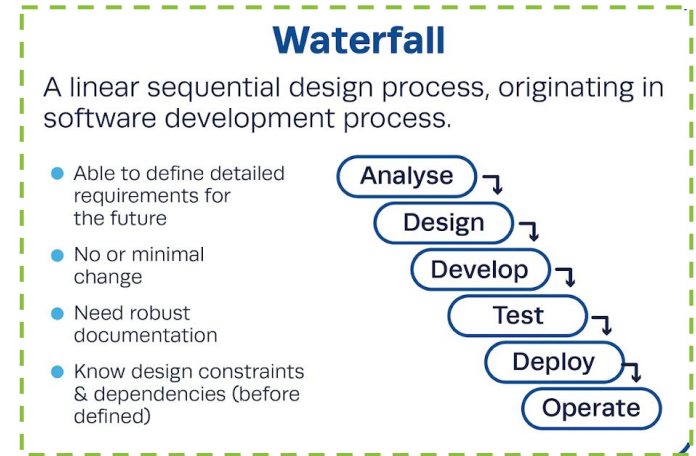 Waterfall
A linear sequential design process, originating in
software development process.
Able to define detailed
requirements for
the future
No or minimal
change
Need robust
documentation
Know design constraints
& dependencies (before
defined)
Analyse
Design
Develop
Test
Deploy
Operate